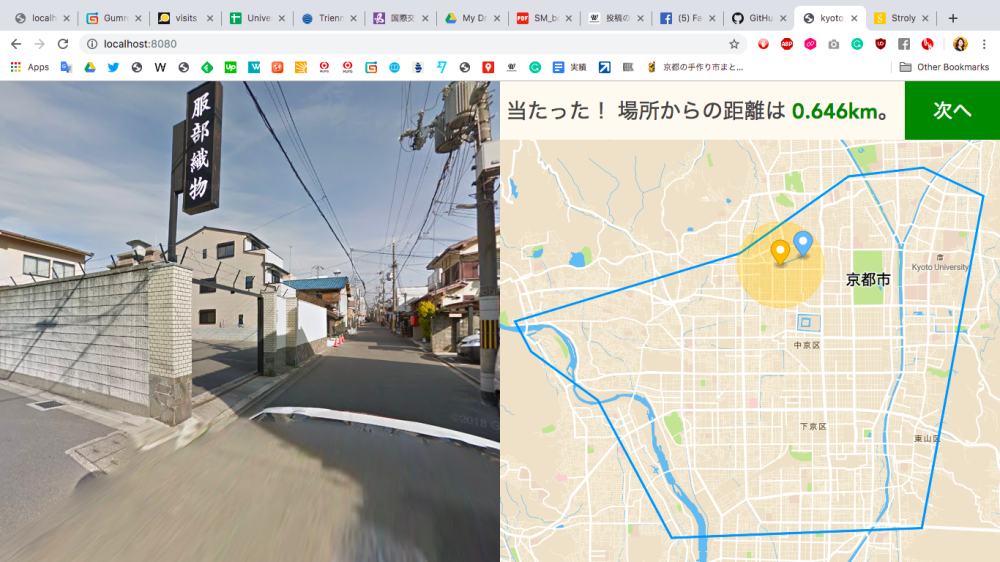 localh
Gumr
visits
Unive
Trienn
国際交
My Dr
SM_b
投稿の
(5) Fa
GitHu
kyoto
Stroly
localhost:8080
Apps
実績
京都の手作り市まと...
Other Bookmarks
服部織物
©2018 G
当たった！ 場所からの距離は 0.646km。
次へ
Kyoto University
京都市
中京区
下京区
東山区